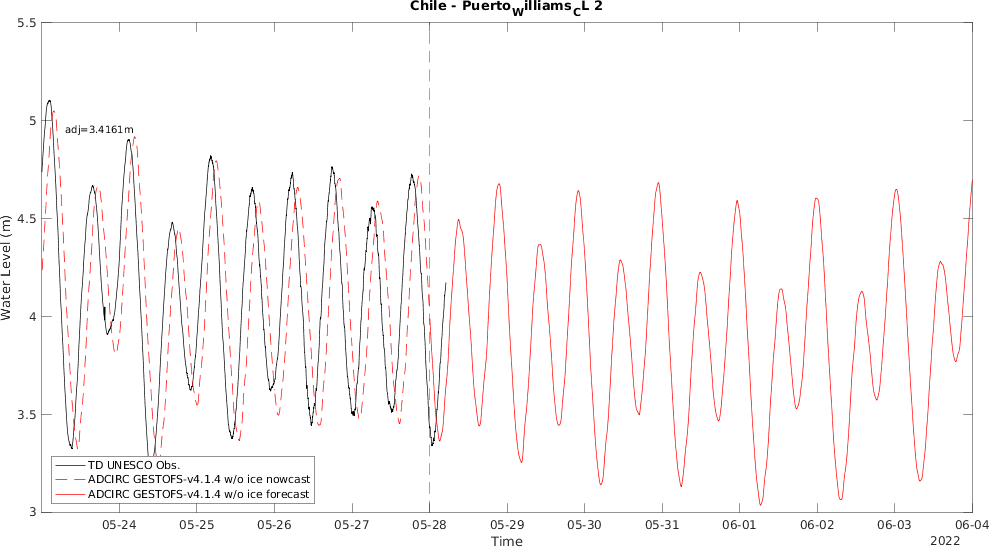 Chile - PuertoWilliamsCL 2
5.5
5
4.5
4
3.5
3
Water Level (m)
adj=3.4161m
TD UNESCO Obs.
ADCIRC GESTOFS-v4.1.4 w/o ice nowcast
ADCIRC GESTOFS-v4.1.4 w/o ice forecast
05-24 05-25 05-26 05-27 05-28 05-29 05-30 05-31 06-01 06-02 06-03 06-04
Time
2022